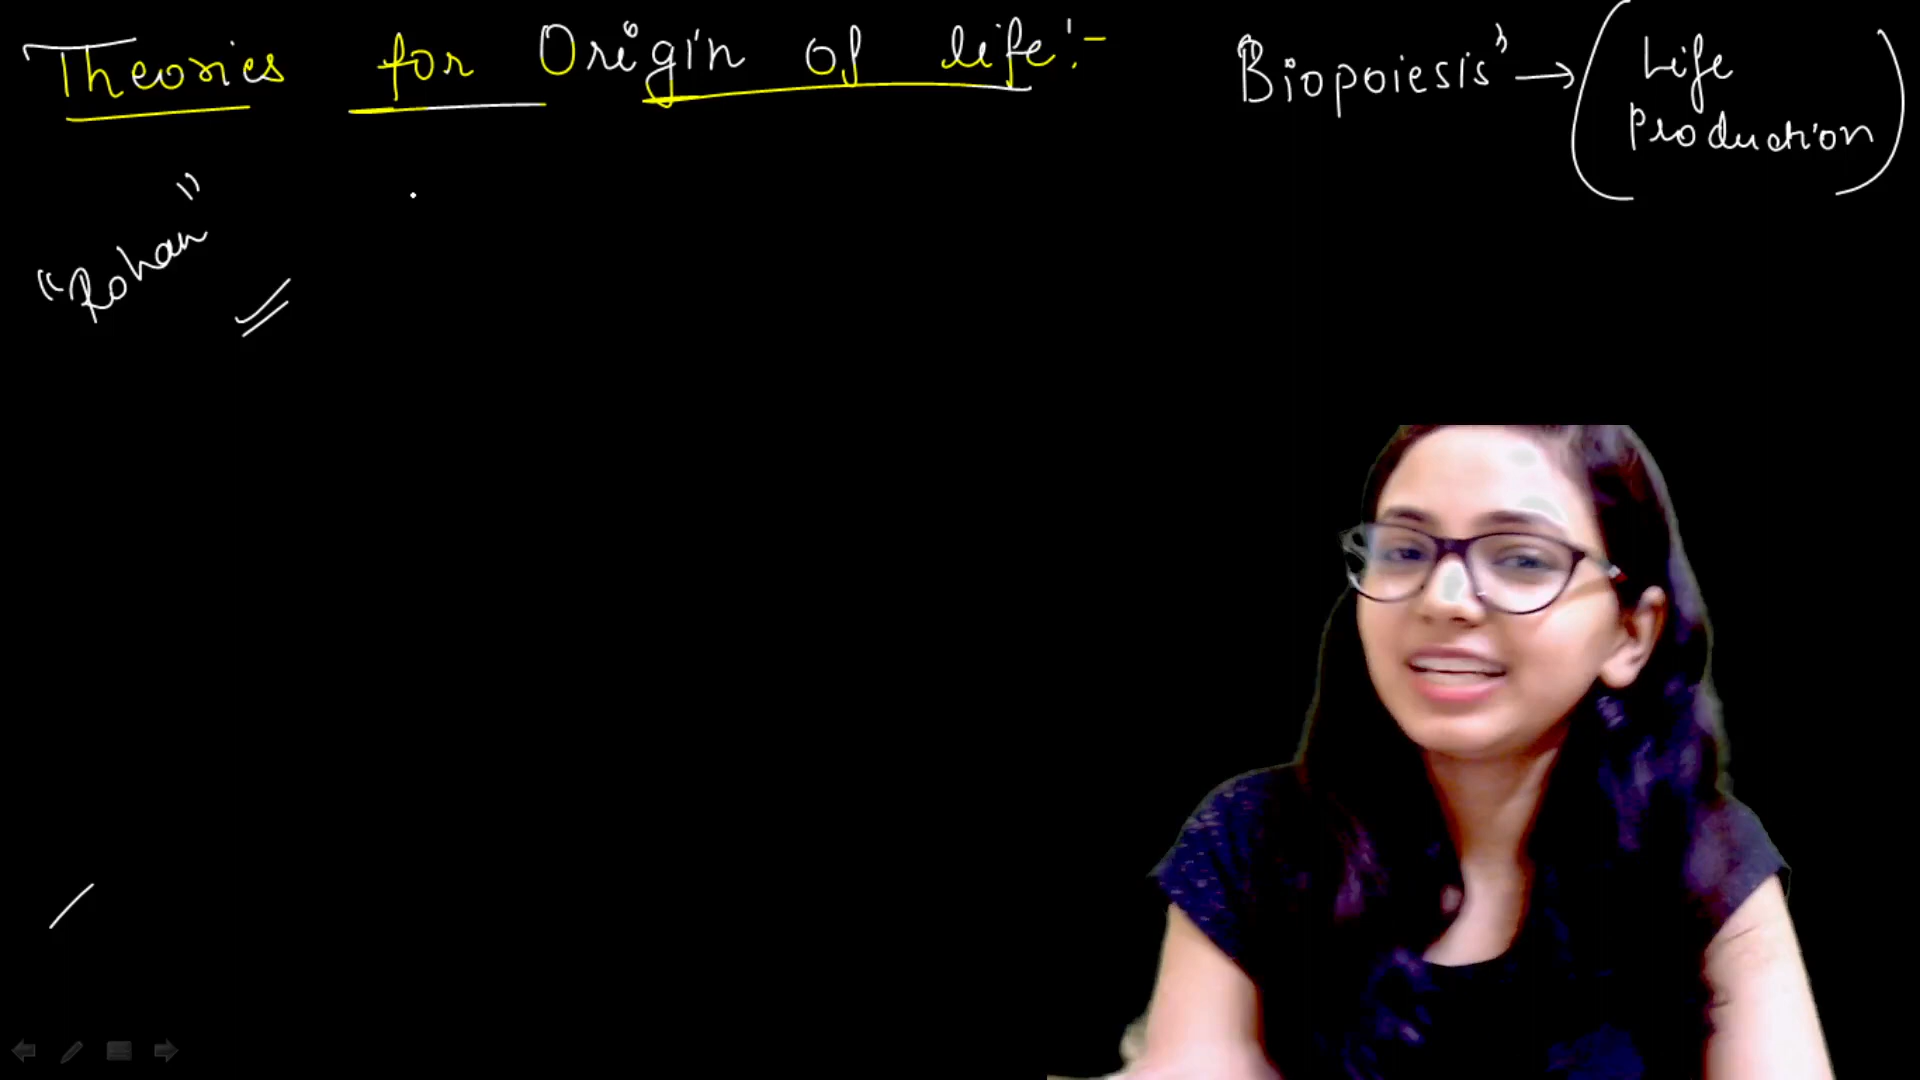 Theories for Origin of life:-
Biopoiesis' → (Life
Production)
"Rohan"